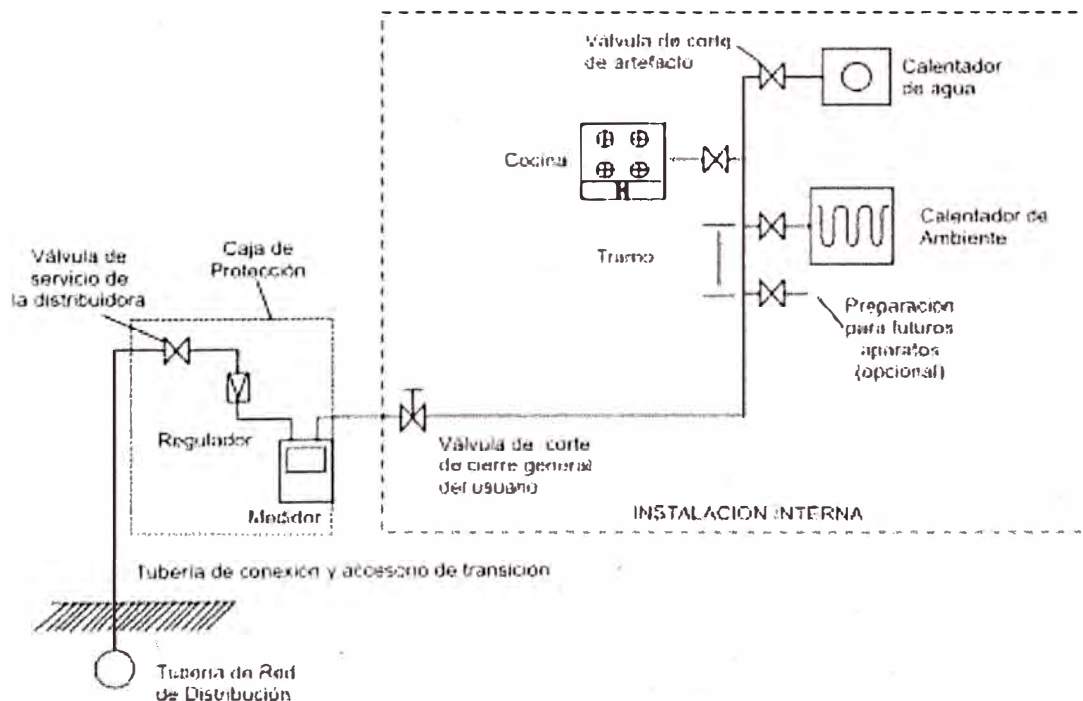 Válvula de corte
de artefacto
Calentador
de agua
Cocina
Calentador de
Ambiente
Tramo
Preparación
para futuros
aparatos
(opcional)
Válvula de
servicio de
la distribuidora
Caja de
Protección
Regulador
Medidor
Válvula de corte
de cierre general
del usuario
INSTALACION INTERNA
Tubería de conexión y accesorio de transición
Tubería de Red
de Distribución